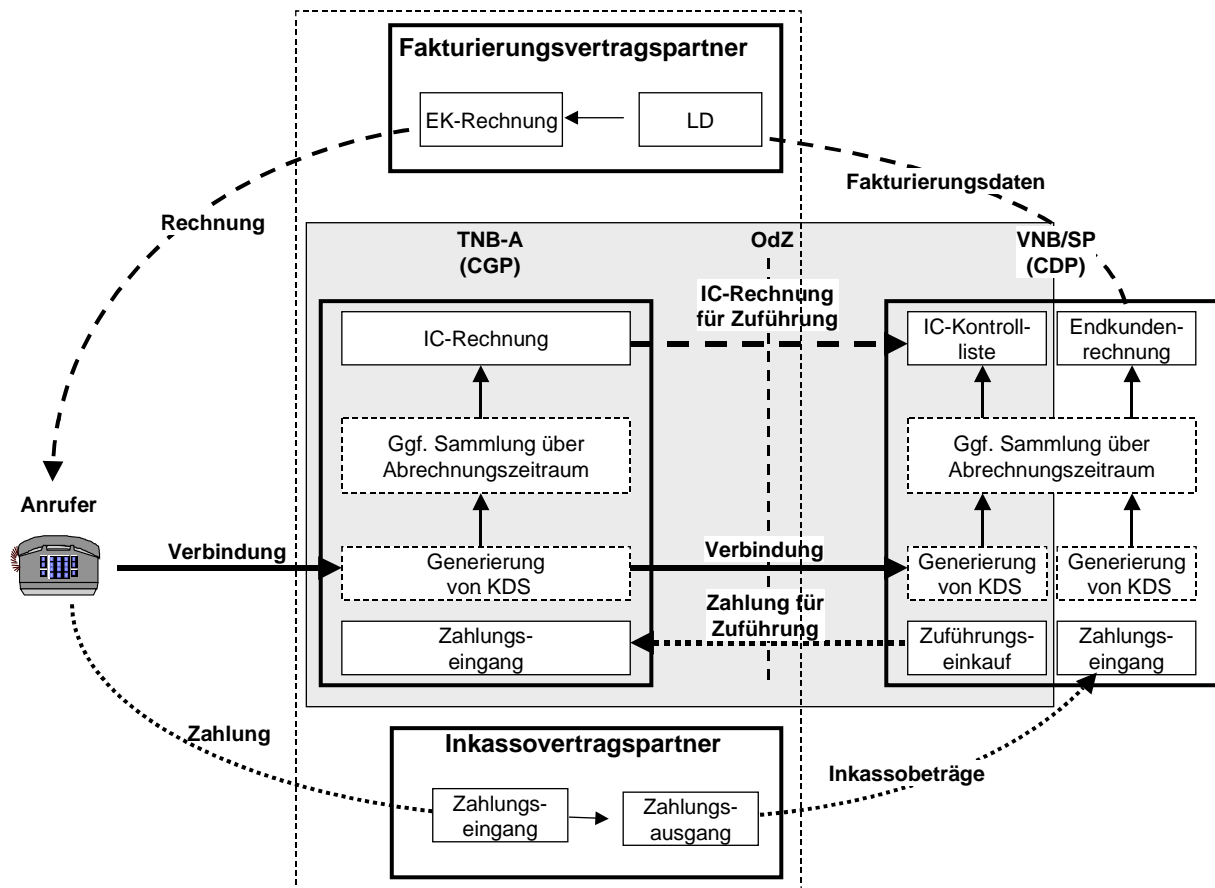 Fakturierungsvertragspartner
EK-Rechnung
LD
Rechnung
Fakturierungsdaten
TNB-A
(CGP)
OdZ
VNB/SP
(CDP)
IC-Rechnung
für Zuführung
IC-Rechnung
IC-Kontroll-
liste
Endkunden-
rechnung
Ggf. Sammlung über
Abrechnungszeitraum
Ggf. Sammlung über
Abrechnungszeitraum
Anrufer
Verbindung
Generierung
von KDS
Verbindung
Generierung
von KDS
Generierung
von KDS
Zahlung für
Zuführung
Zahlungs-
eingang
Zuführungs-
einkauf
Zahlungs-
eingang
Zahlung
Inkassovertragspartner
Inkassobeträge
Zahlungs-
eingang
Zahlungs-
ausgang